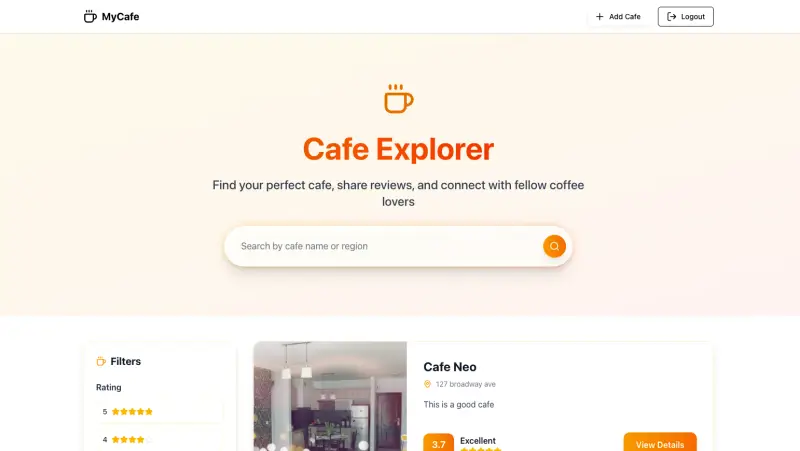 MyCafe
Add Cafe
Logout
Cafe Explorer
Find your perfect cafe, share reviews, and connect with fellow coffee
lovers
Search by cafe name or region
Filters
Rating
5
4
Cafe Neo
127 broadway ave
This is a good cafe
3.7
Excellent
View Details